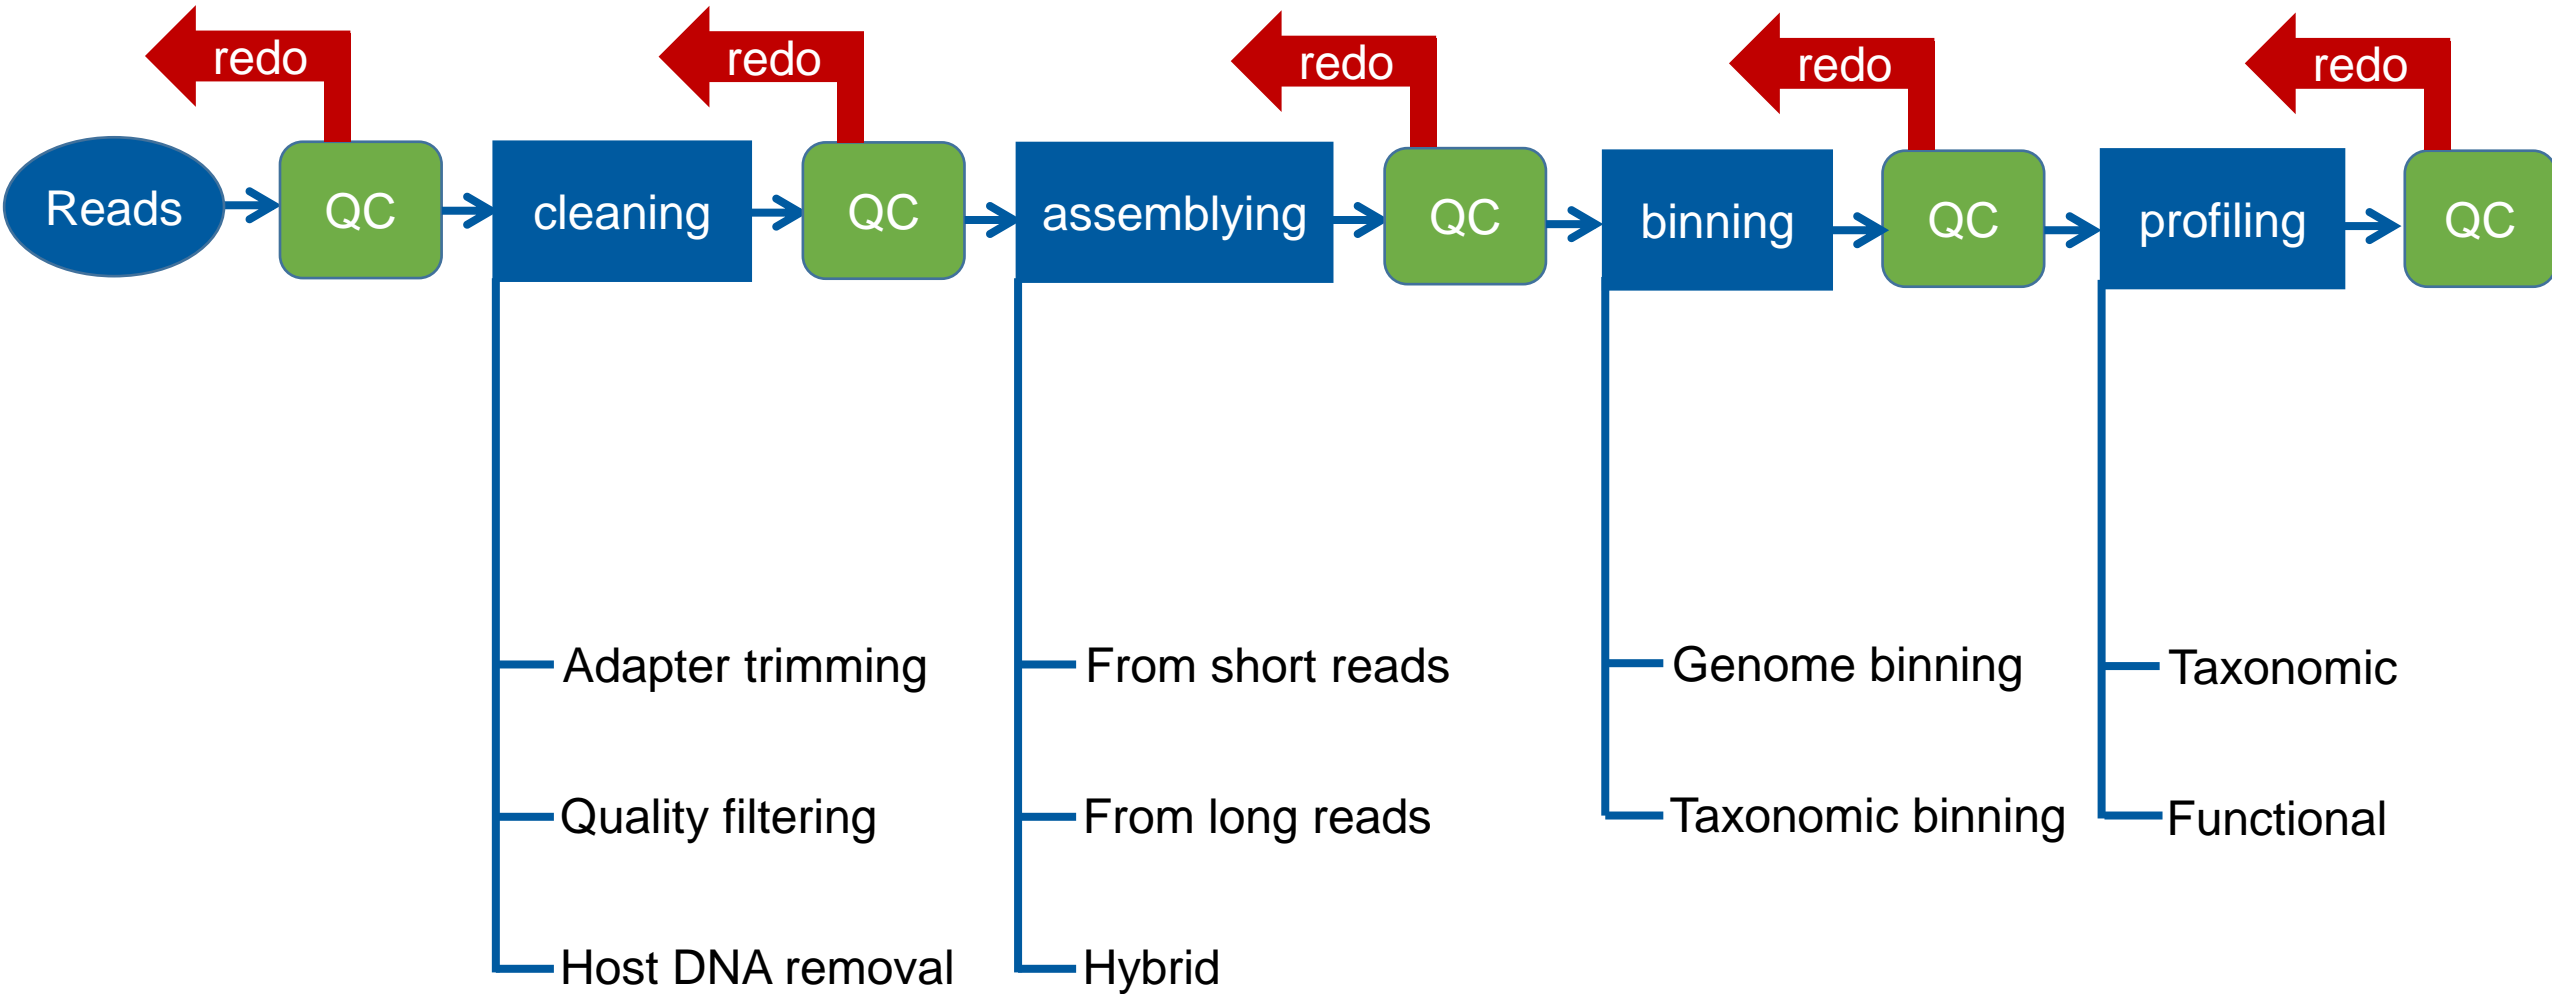 redo
redo
redo
redo
redo
Reads
QC
cleaning
QC
assemblying
QC
binning
QC
profiling
QC
Adapter trimming
From short reads
Genome binning
Taxonomic
Quality filtering
From long reads
Taxonomic binning
Functional
Host DNA removal
Hybrid